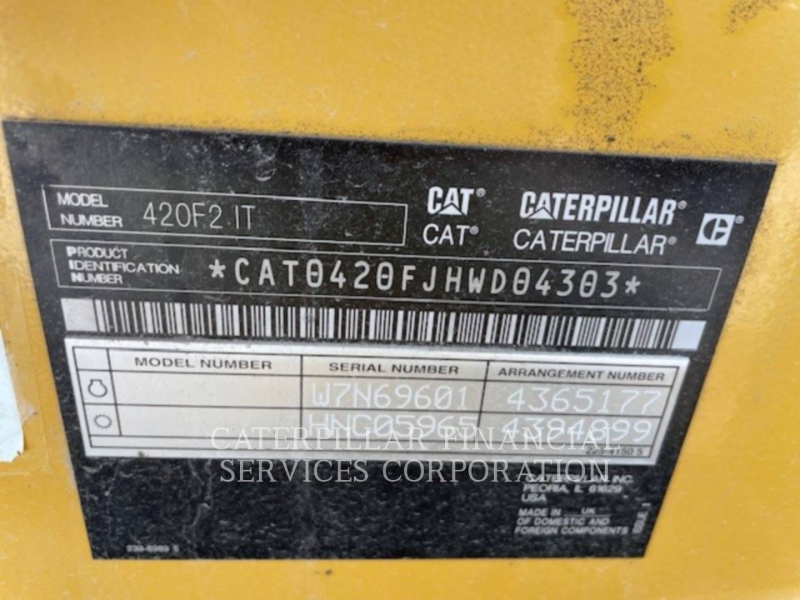 MODEL NUMBER 420F2 IT
CAT® CATERPILLAR®
CAT® CATERPILLAR®
PRODUCT IDENTIFICATION NUMBER *CAT0420FJHWD04303*
MODEL NUMBER SERIAL NUMBER ARRANGEMENT NUMBER
W7N69601 4365177
HNG05965 4384899
CATERPILLAR FINANCIAL
SERVICES CORPORATION
CATERPILLAR INC.
PEORIA, IL 61629
USA
MADE IN UK
OF DOMESTIC AND
FOREIGN COMPONENTS